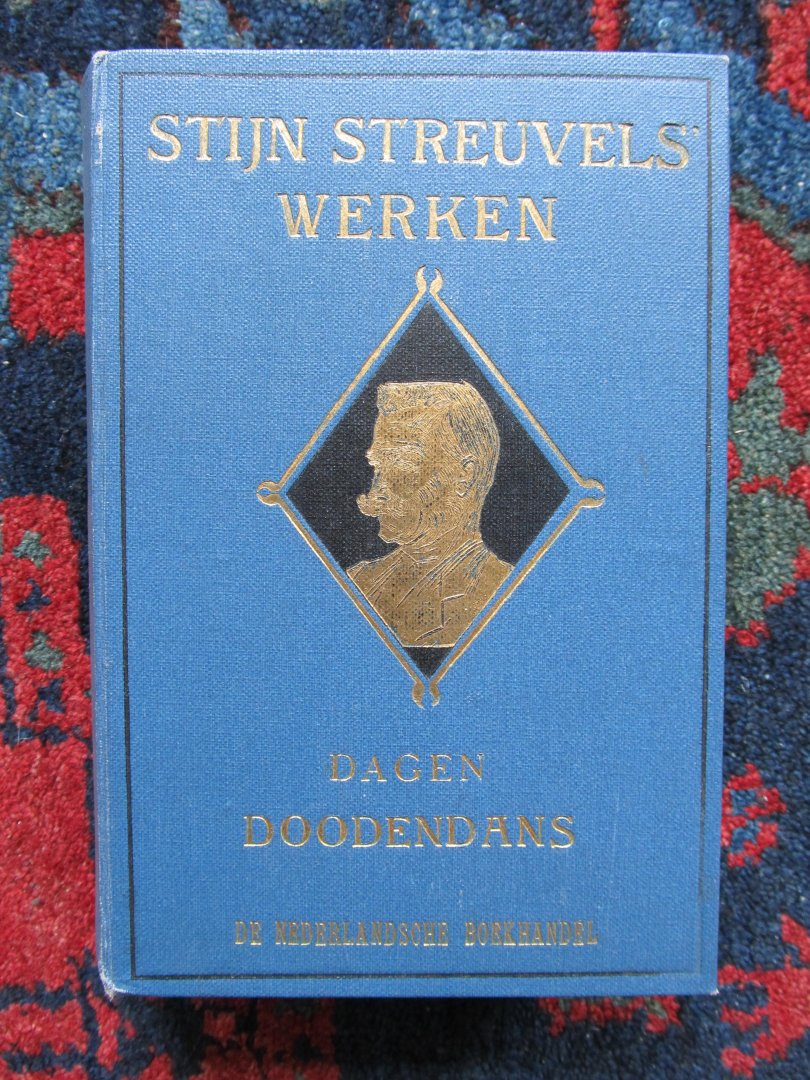 STIJN STREUVELS'
WERKEN
DAGEN
DOODENDANS
DE NEDERLANDSCHE BOEKHANDEL